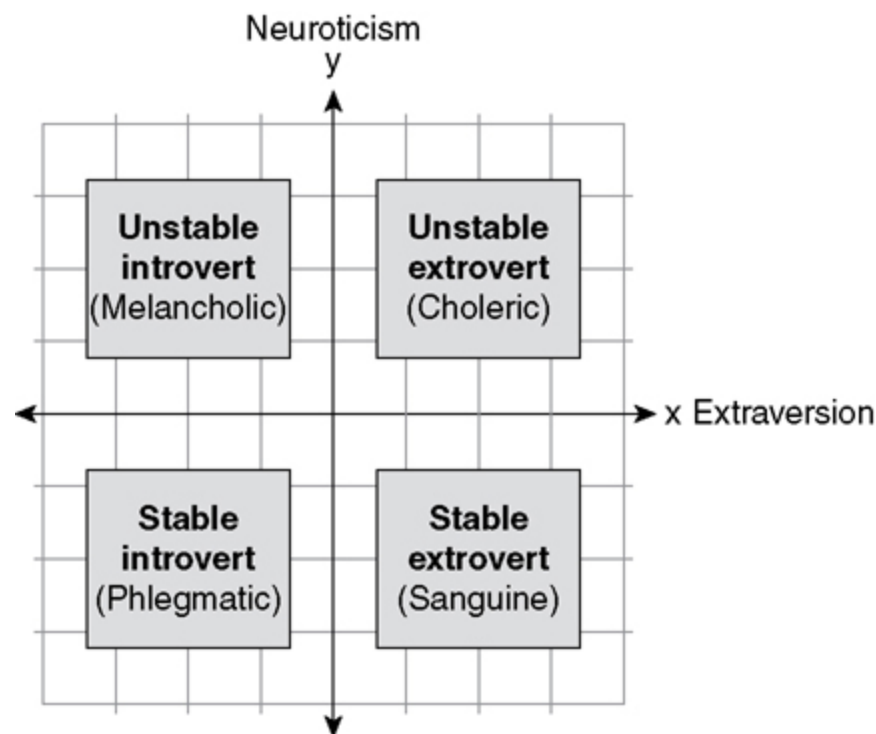 Neuroticism
y
Unstable
introvert
(Melancholic)
Unstable
extrovert
(Choleric)
x Extraversion
Stable
introvert
(Phlegmatic)
Stable
extrovert
(Sanguine)